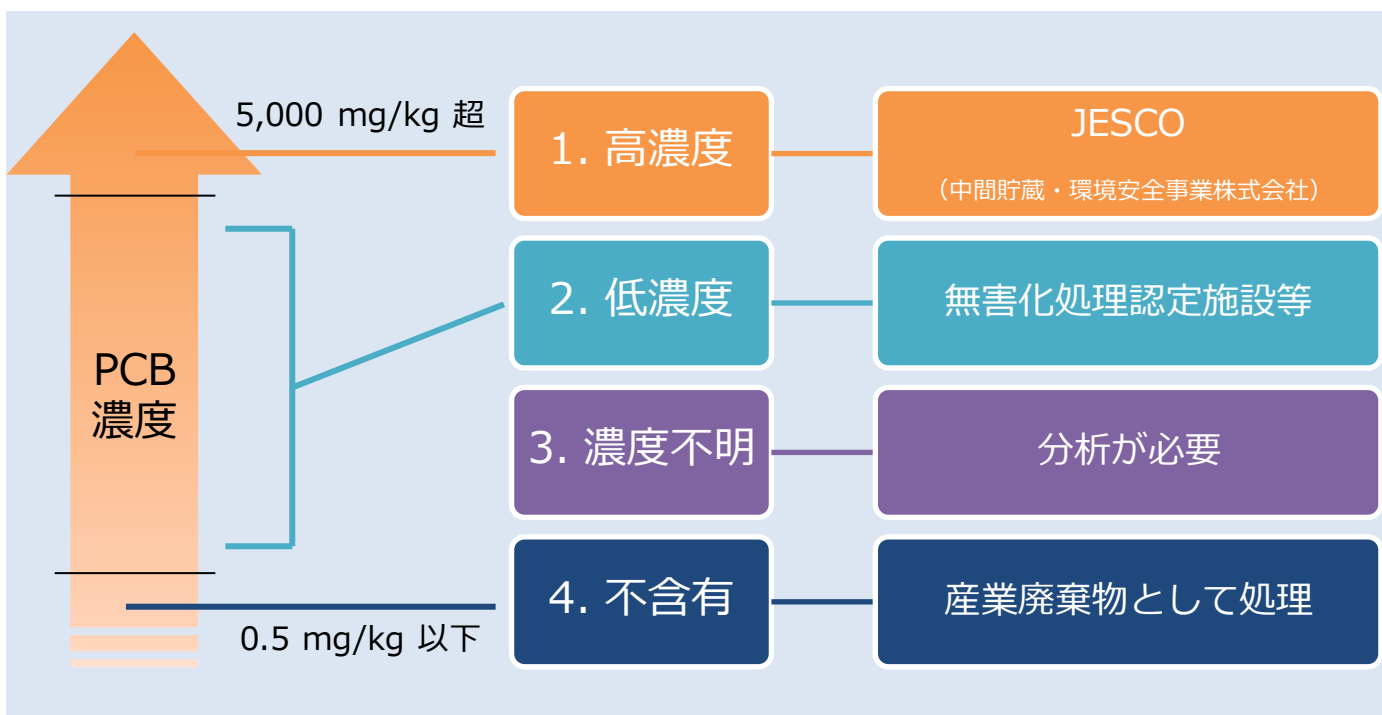 5,000 mg/kg 超
1. 高濃度
JESCO
（中間貯蔵・環境安全事業株式会社）
2. 低濃度
無害化処理認定施設等
PCB
濃度
3. 濃度不明
分析が必要
4. 不含有
産業廃棄物として処理
0.5 mg/kg 以下